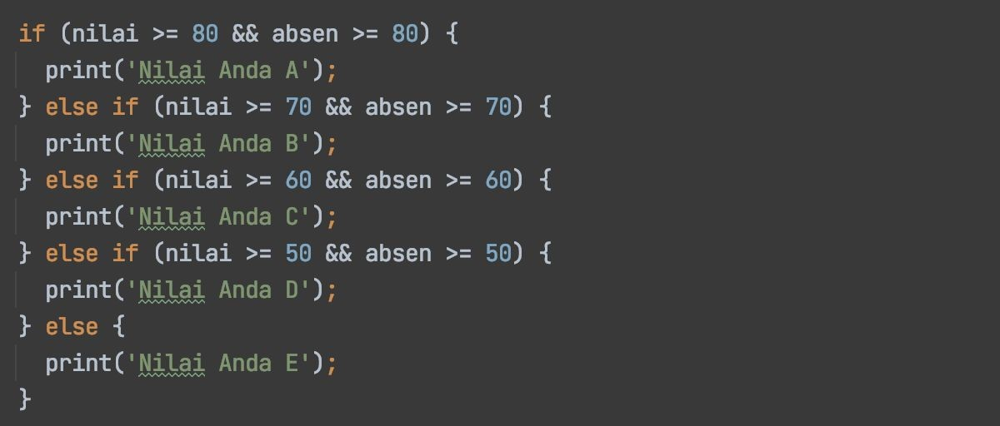 if (nilai >= 80 && absen >= 80) {
  print('Nilai Anda A');
} else if (nilai >= 70 && absen >= 70) {
  print('Nilai Anda B');
} else if (nilai >= 60 && absen >= 60) {
  print('Nilai Anda C');
} else if (nilai >= 50 && absen >= 50) {
  print('Nilai Anda D');
} else {
  print('Nilai Anda E');
}